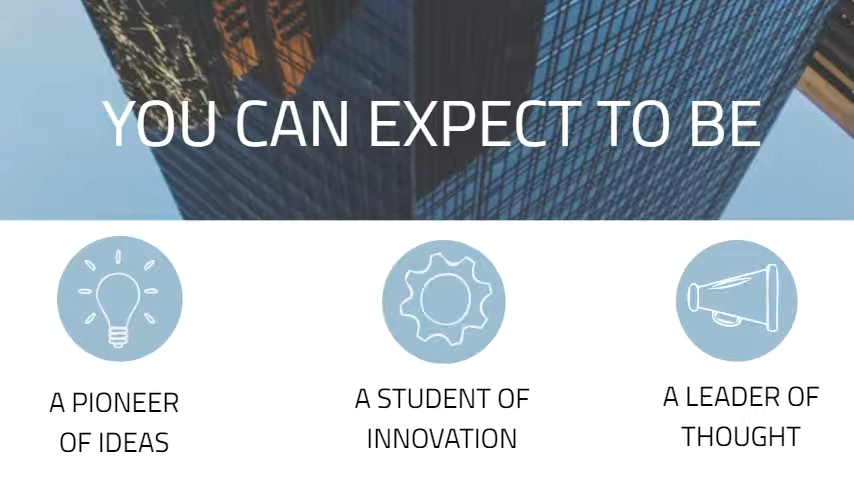 YOU CAN EXPECT TO BE
A PIONEER
OF IDEAS
A STUDENT OF
INNOVATION
A LEADER OF
THOUGHT